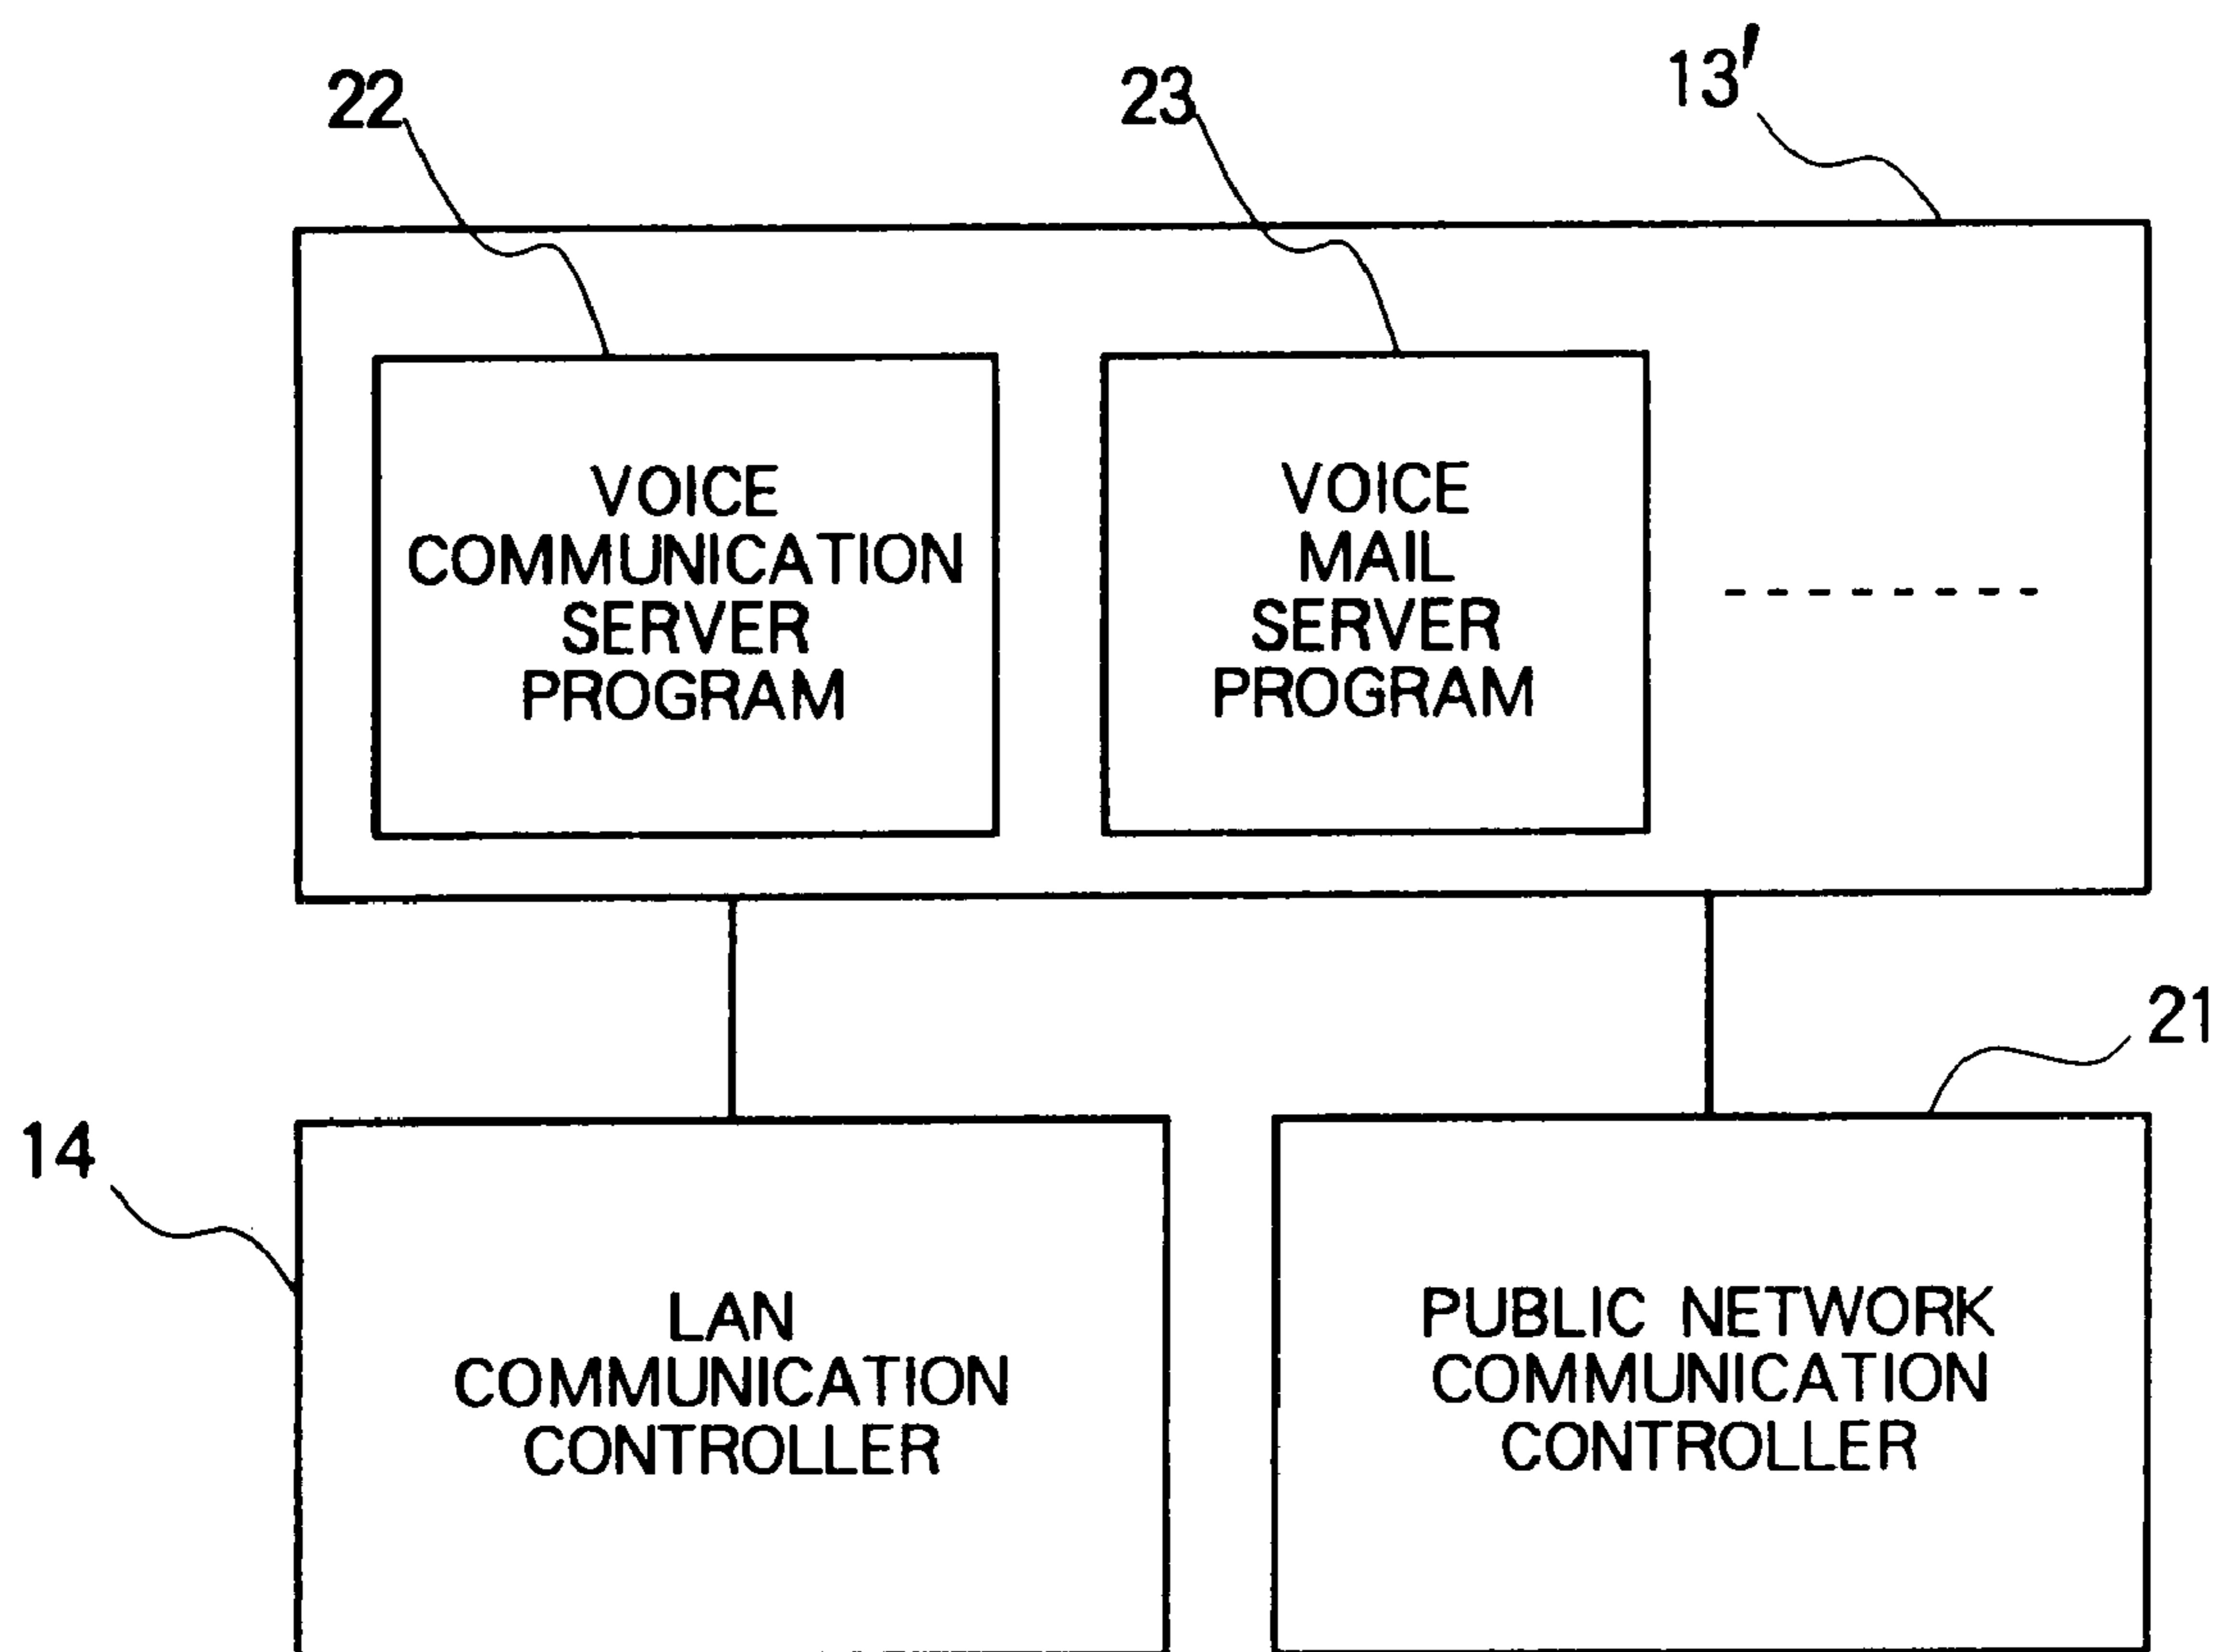 22
23
13'
VOICE
COMMUNICATION
SERVER
PROGRAM
VOICE
MAIL
SERVER
PROGRAM
21
14
LAN
COMMUNICATION
CONTROLLER
PUBLIC NETWORK
COMMUNICATION
CONTROLLER